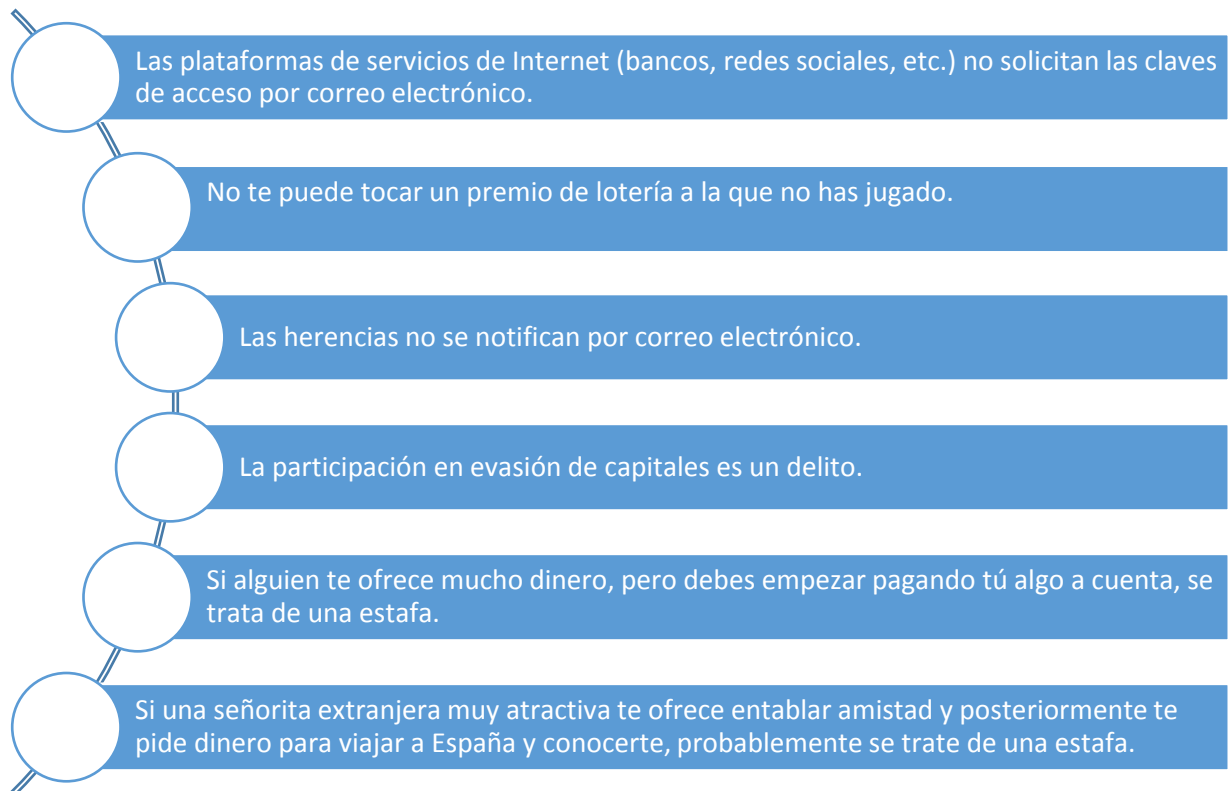 Las plataformas de servicios de Internet (bancos, redes sociales, etc.) no solicitan las claves
de acceso por correo electrónico.
No te puede tocar un premio de lotería a la que no has jugado.
Las herencias no se notifican por correo electrónico.
La participación en evasión de capitales es un delito.
Si alguien te ofrece mucho dinero, pero debes empezar pagando tú algo a cuenta, se
trata de una estafa.
Si una señorita extranjera muy atractiva te ofrece entablar amistad y posteriormente te
pide dinero para viajar a España y conocerte, probablemente se trate de una estafa.